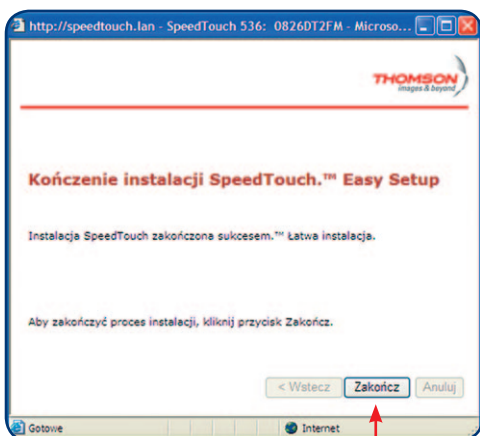 http://speedtouch.lan - SpeedTouch 536: 0826DT2FM - Microso...
THOMSON
images & beyond
Kończenie instalacji SpeedTouch.™ Easy Setup
Instalacja SpeedTouch zakończona sukcesem.™ Łatwa instalacja.
Aby zakończyć proces instalacji, kliknij przycisk Zakończ.
< Wstecz Zakończ Anuluj
Gotowe Internet